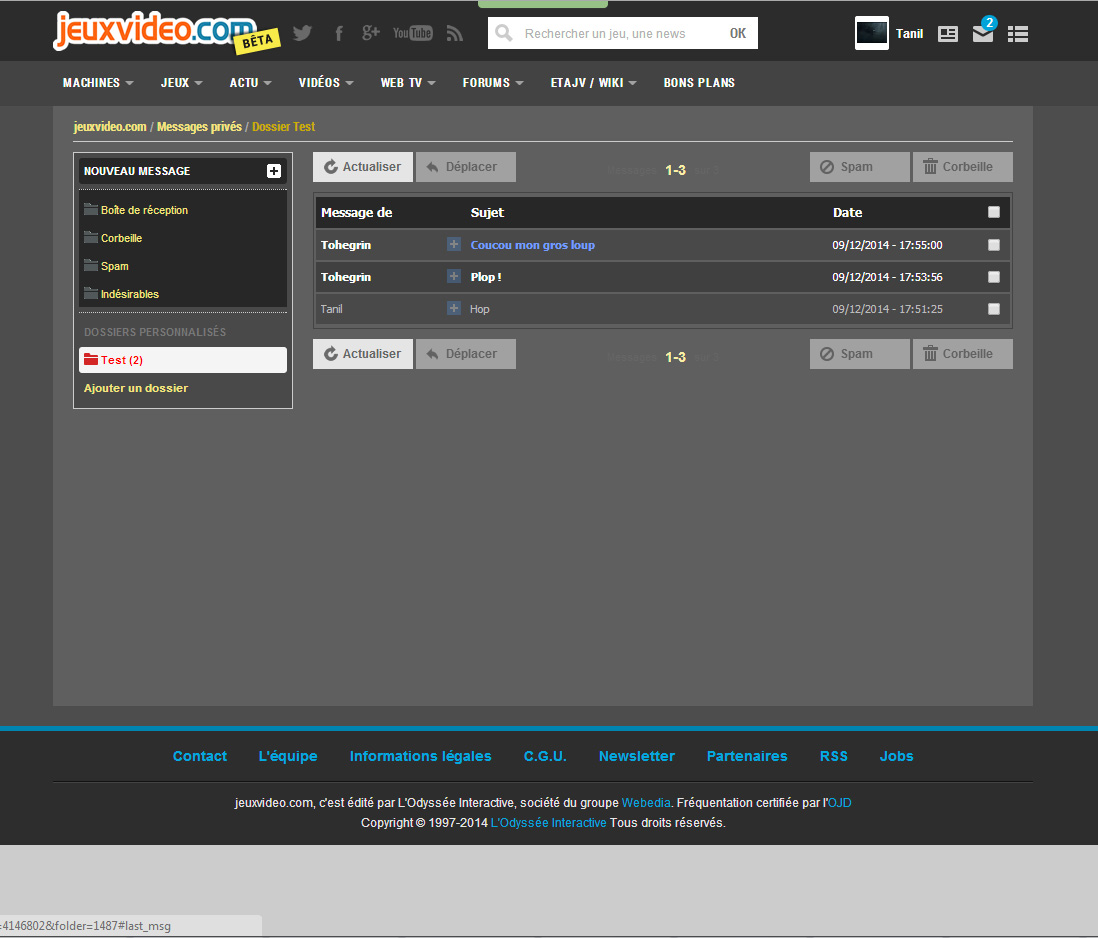 jeuxvideo.com
BÊTA
You Tube
Rechercher un jeu, une news OK
Tanil
2
MACHINES JEUX ACTU VIDÉOS WEB TV FORUMS ETAJV / WIKI BONS PLANS
jeuxvideo.com / Messages privés / Dossier Test
NOUVEAU MESSAGE
Boîte de réception
Corbeille
Spam
Indésirables
DOSSIERS PERSONNALISÉS
Test (2)
Ajouter un dossier
Actualiser Déplacer Messages 1-3 sur 3 Spam Corbeille
Message de Sujet Date
Tohegrin Coucou mon gros loup 09/12/2014 - 17:55:00
Tohegrin Plop ! 09/12/2014 - 17:53:56
Tanil Hop 09/12/2014 - 17:51:25
Actualiser Déplacer Messages 1-3 sur 3 Spam Corbeille
Contact L'équipe Informations légales C.G.U. Newsletter Partenaires RSS Jobs
jeuxvideo.com, c'est édité par L'Odyssée Interactive, société du groupe Webedia. Fréquentation certifiée par l'OJD
Copyright © 1997-2014 L'Odyssée Interactive Tous droits réservés.
=4146802&folder=1487#last_msg